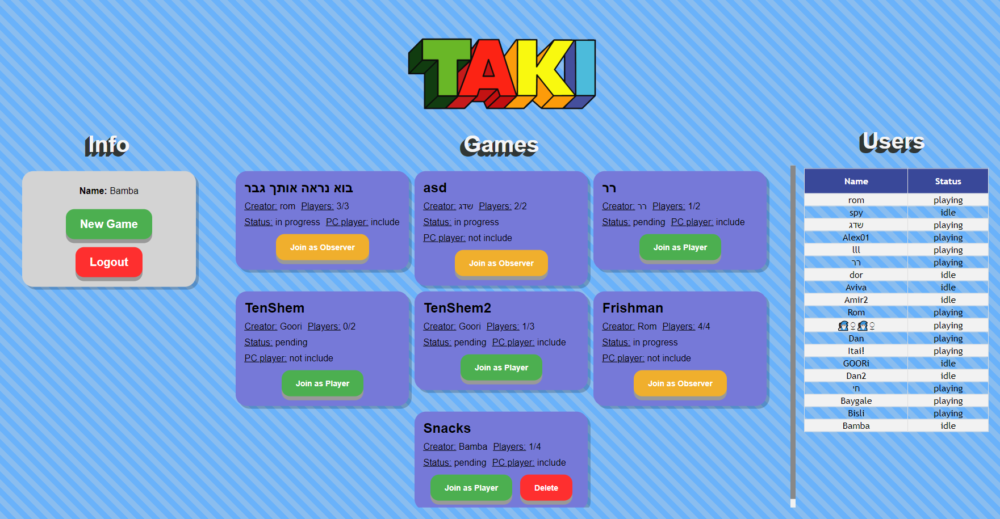 TAKI
Info
Name: Bamba
New Game
Logout
Games
בוא נראה אותך גבר
Creator: rom Players: 3/3
Status: in progress PC player: include
Join as Observer
asd
Creator: שדג Players: 2/2
Status: in progress
PC player: not include
Join as Observer
רר
Creator: רר Players: 1/2
Status: pending PC player: include
Join as Player
TenShem
Creator: Goori Players: 0/2
Status: pending
PC player: not include
Join as Player
TenShem2
Creator: Goori Players: 1/3
Status: pending PC player: include
Join as Player
Frishman
Creator: Rom Players: 4/4
Status: in progress
PC player: not include
Join as Observer
Snacks
Creator: Bamba Players: 1/4
Status: pending PC player: include
Join as Player Delete
Users
Name Status
rom playing
spy idle
שדג playing
Alex01 playing
lll playing
רר playing
dor idle
Aviva idle
Amir2 idle
Rom playing
♀♀ playing
Dan playing
Itai! playing
GOORi idle
Dan2 idle
חי playing
Baygale playing
Bisli playing
Bamba idle